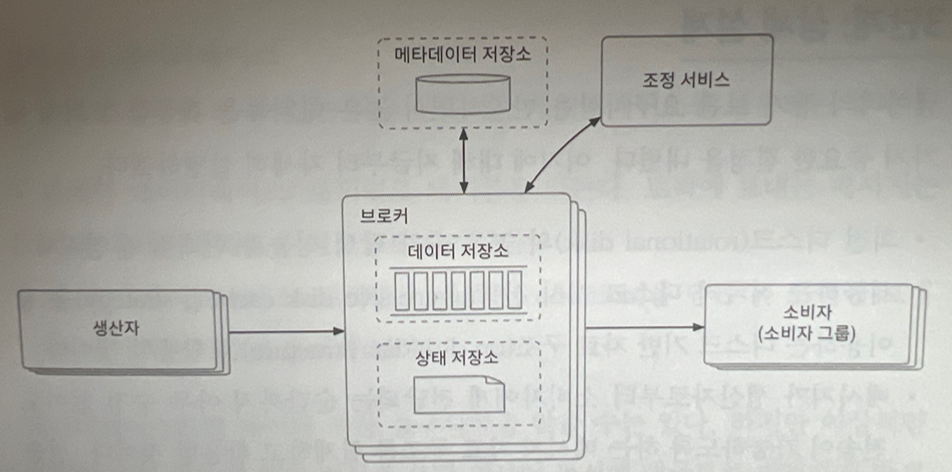 메타데이터 저장소
조정 서비스
브로커
데이터 저장소
생산자
소비자
(소비자 그룹)
상태 저장소